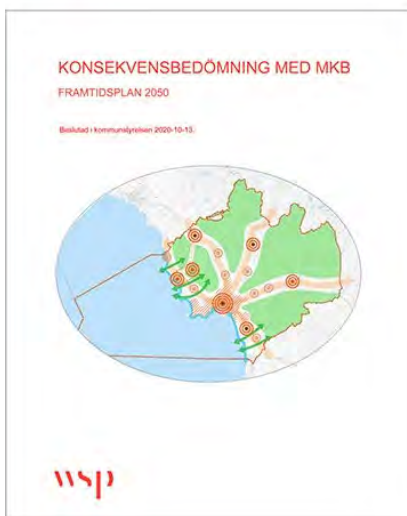 KONSEKVENSBEDÖMNING MED MKB
FRAMTIDSPLAN 2050
Beslutad i kommunstyrelsen 2020-10-13.
wsp